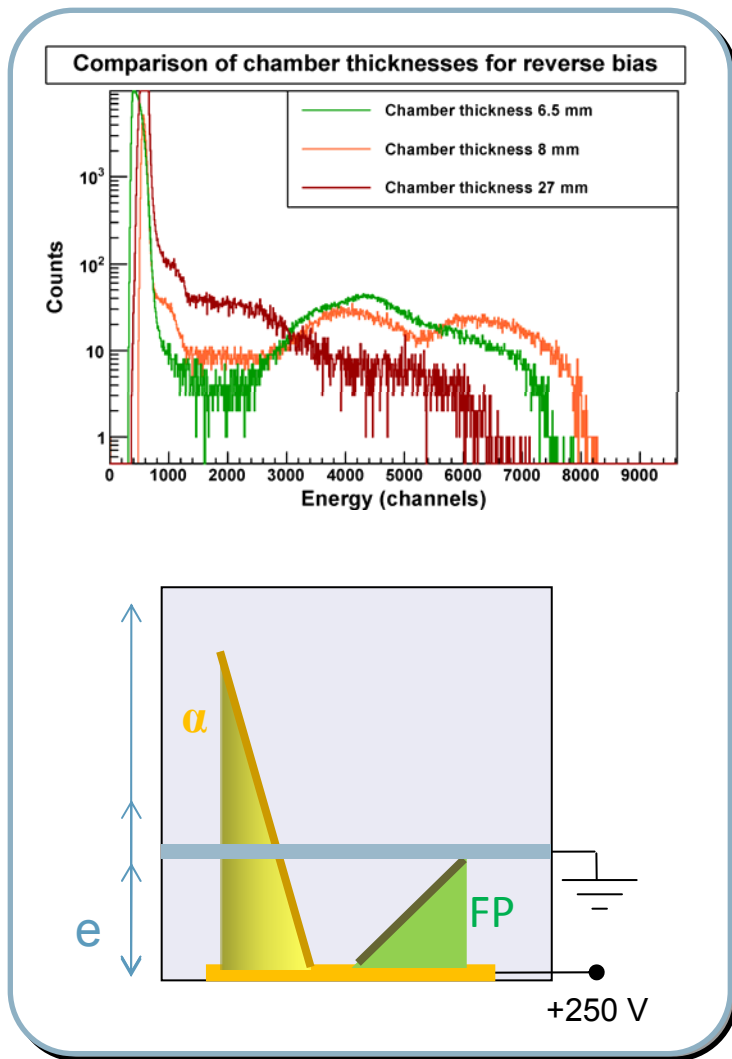 Comparison of chamber thicknesses for reverse bias
Chamber thickness 6.5 mm
Chamber thickness 8 mm
Chamber thickness 27 mm
Counts
10³
10²
10
1
0 1000 2000 3000 4000 5000 6000 7000 8000 9000
Energy (channels)
α
e
FP
+250 V